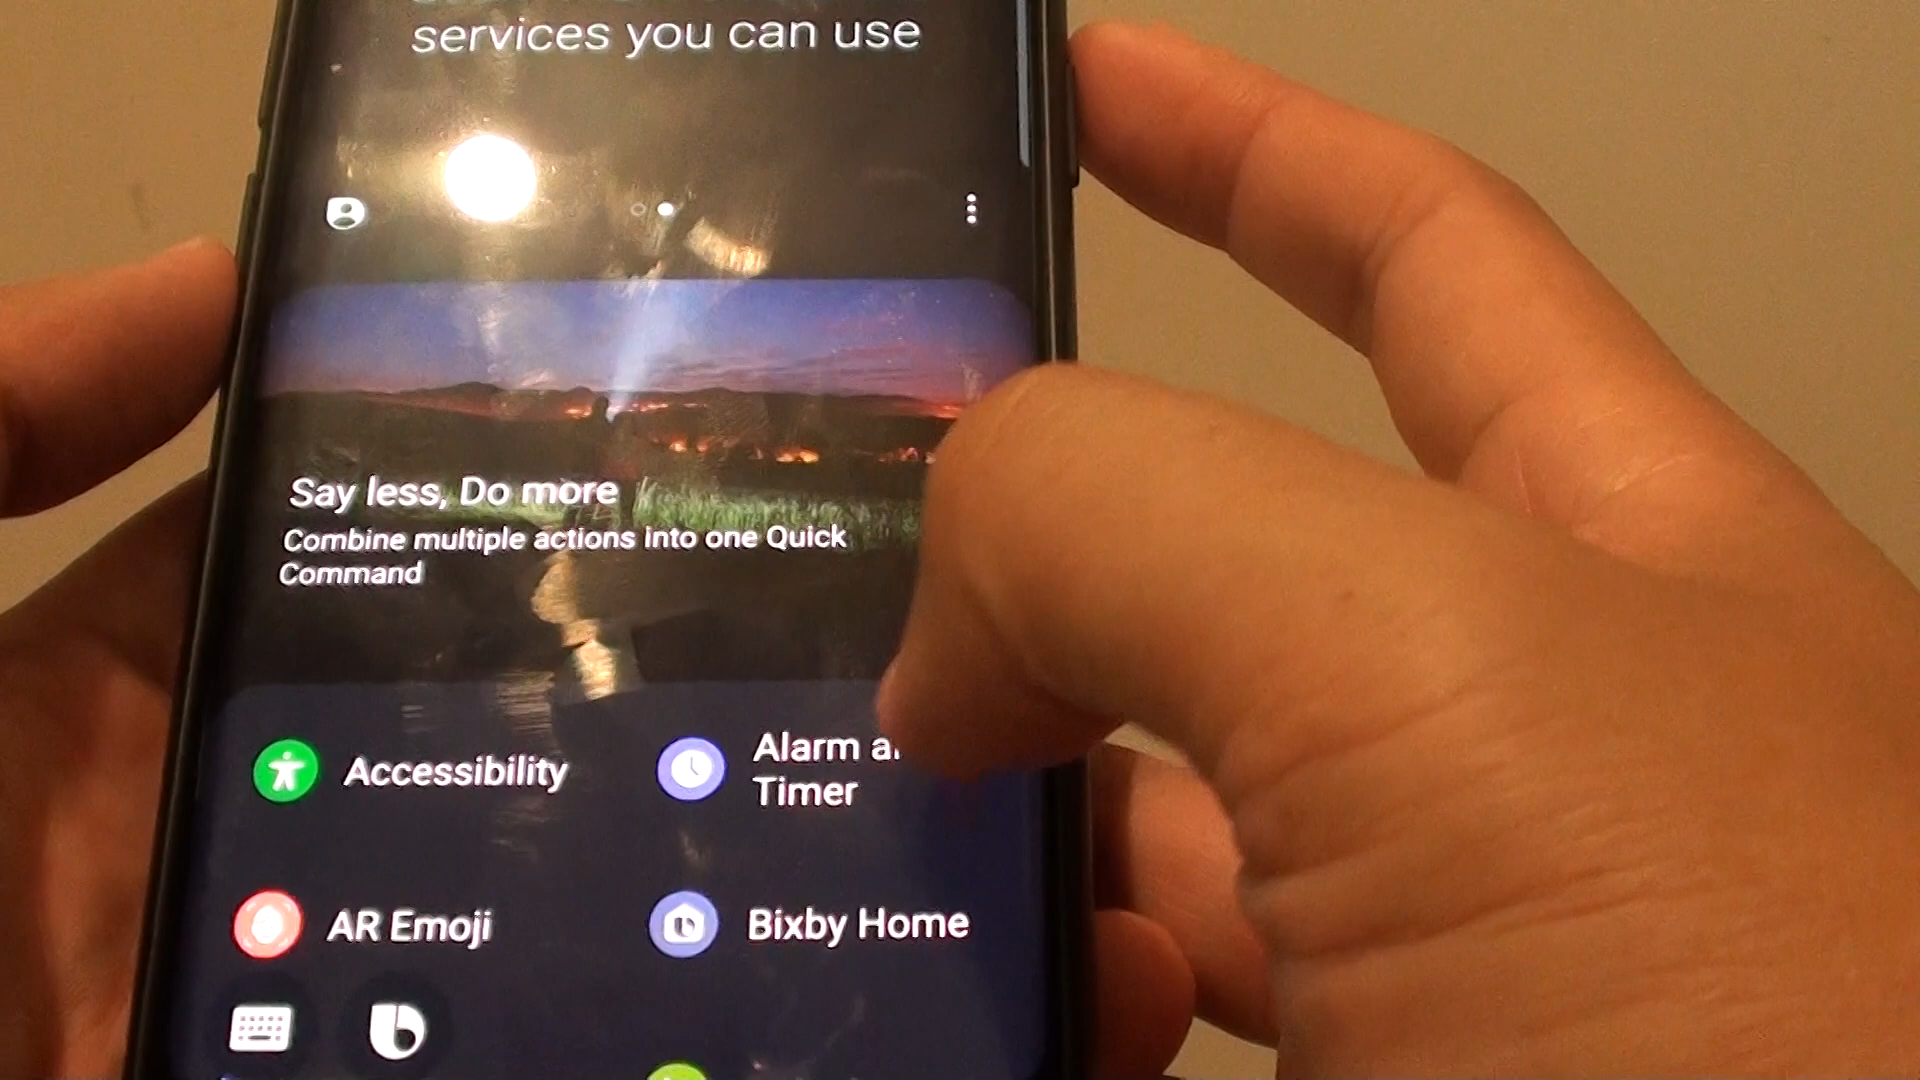 services you can use
Say less, Do more
Combine multiple actions into one Quick
Command
Accessibility
Alarm
Timer
AR Emoji
Bixby Home